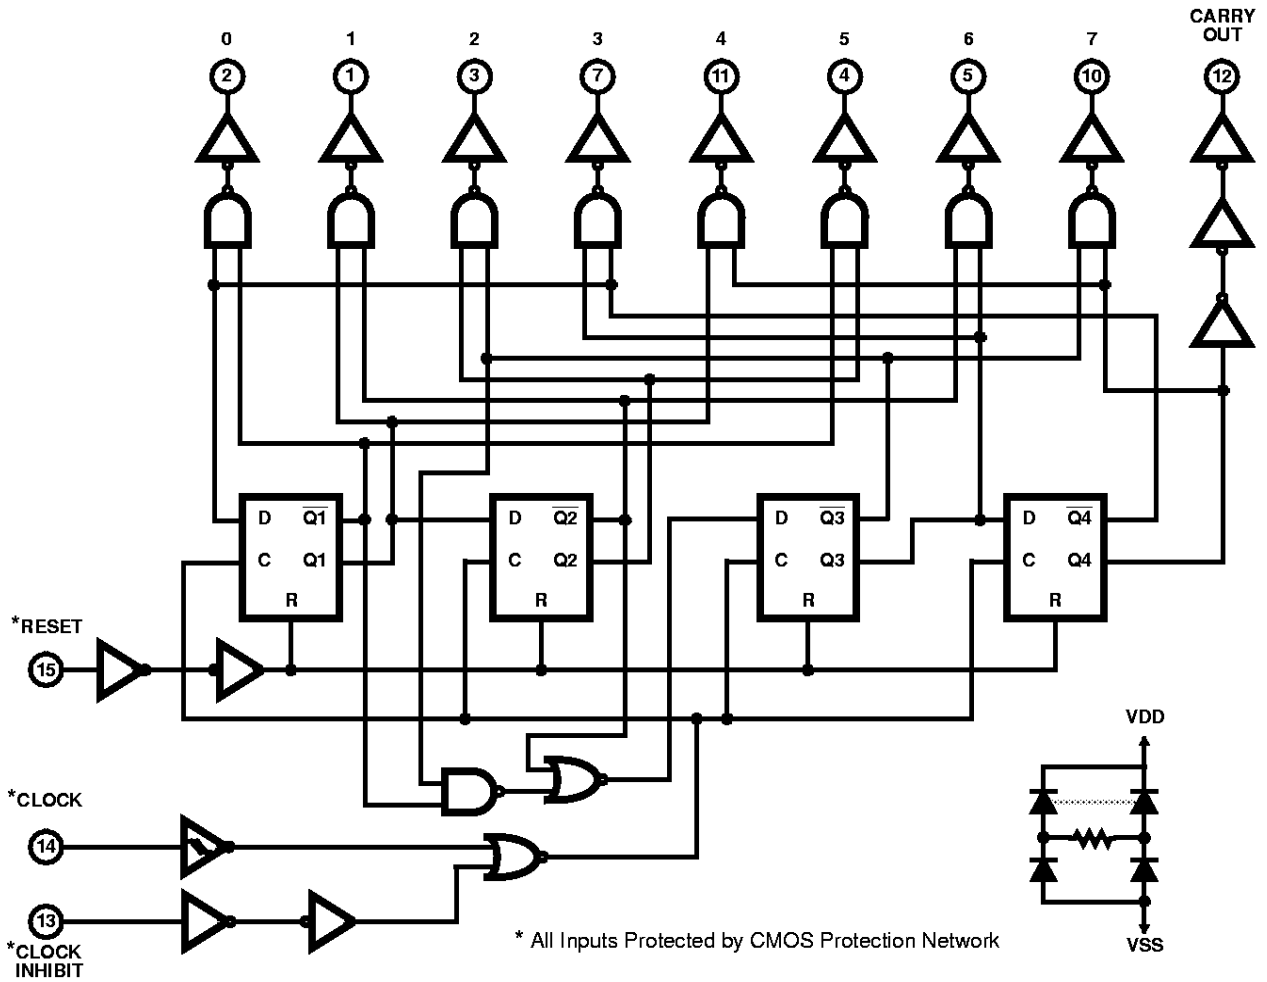 CARRY
OUT
0 1 2 3 4 5 6 7
2 1 3 7 11 4 5 10 12
D Q1 D Q2 D Q3 D Q4
C Q1 C Q2 C Q3 C Q4
R R R R
*RESET
15
VDD
*CLOCK
14
13
*CLOCK
INHIBIT
* All Inputs Protected by CMOS Protection Network
VSS